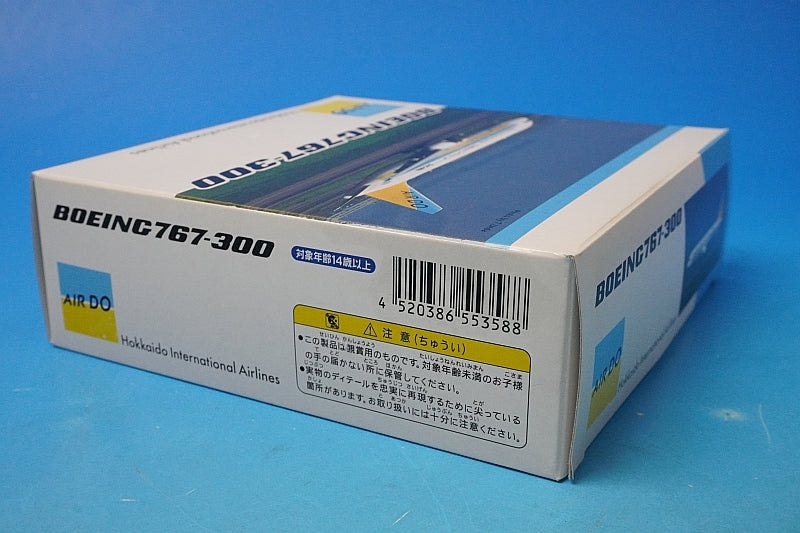 BOEING767-300
AIR DO
Hokkaido International Airlines
対象年齢14歳以上
4 520386 553588
注意(ちゅうい)
●この製品は観賞用のものです。対象年齢未満のお子様
の手の届かない所に保管してください。
●実物のディテールを忠実に再現するために尖っている
箇所があります。お取り扱いには十分に注意ください。
BOEING767-300
Hokkaido International Airlines
AIR DO
BOEING767-300
AIR DO